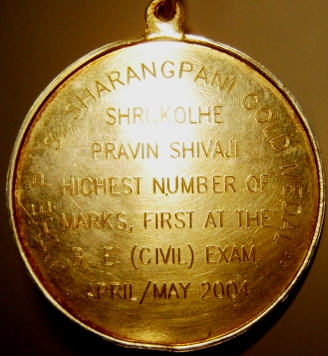 THE P. S. SHARANGPANI GOLD MEDAL
SHRI. KOLHE
PRAVIN SHIVAJI
HIGHEST NUMBER OF
MARKS, FIRST AT THE
B. E. (CIVIL) EXAM.
APRIL/MAY 2004